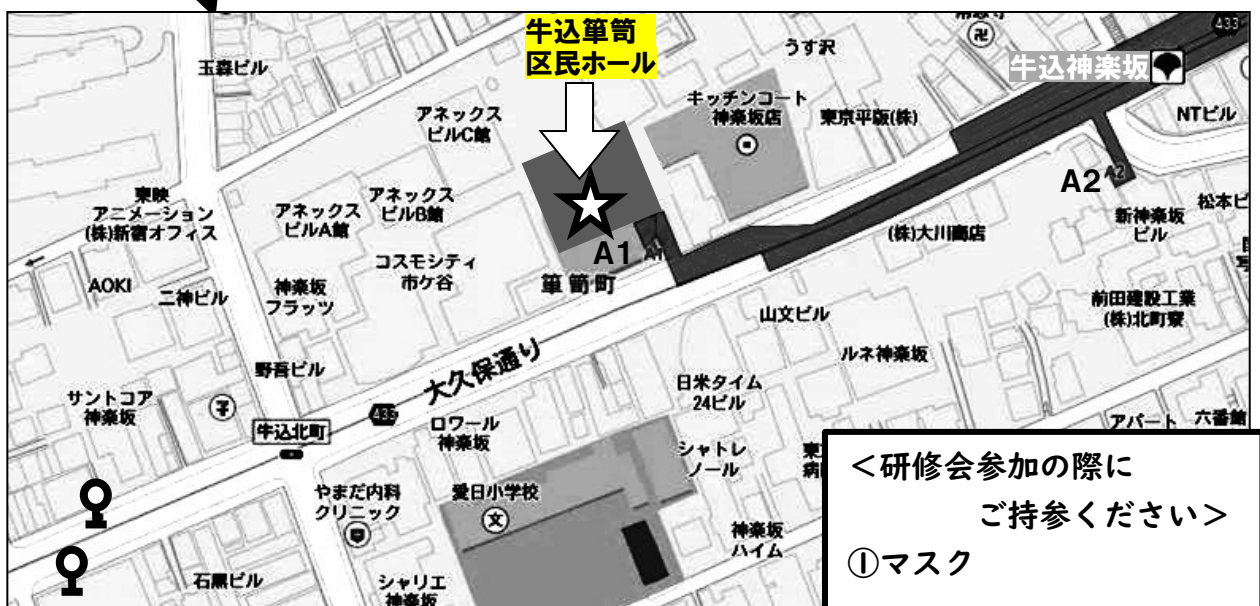 牛込箪笥
区民ホール
うす沢
433
牛込神楽坂
玉森ビル
アネックス
ビルC館
キッチンコート
神楽坂店
東京平版(株)
NTビル
東映
アニメーション
(株)新宿オフィス
アネックス
ビルA館
アネックス
ビルB館
A1
A1
A2
A2
松本ビ
新神楽坂
ビル
(株)大川商店
AOKI
二神ビル
神楽坂
フラッツ
コスモシティ
市ケ谷
箪笥町
山文ビル
前田建設工業
(株)北町寮
野吾ビル
大久保通り
ルネ神楽坂
サントコア
神楽坂
牛込北町
433
ロワール
神楽坂
日米タイム
24ビル
アパート
六番館
シャトレ
ノール
やまだ内科
クリニック
愛日小学校
文
神楽坂
ハイム
石黒ビル
シャリエ
神楽坂
<研修会参加の際に
ご持参ください>
①マスク